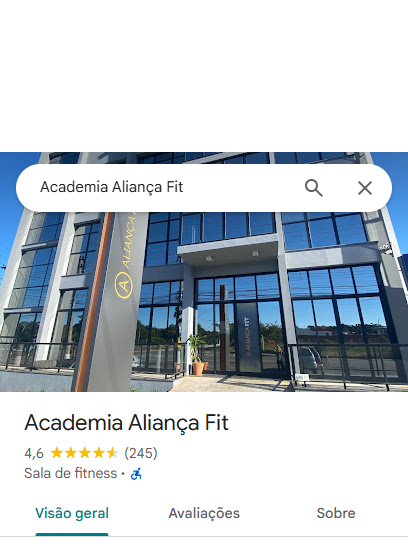 Academia Aliança Fit
ALIANÇA
A
ALIANÇA FIT
Academia Aliança Fit
4,6 (245)
Sala de fitness ·
Visão geral
Avaliações
Sobre